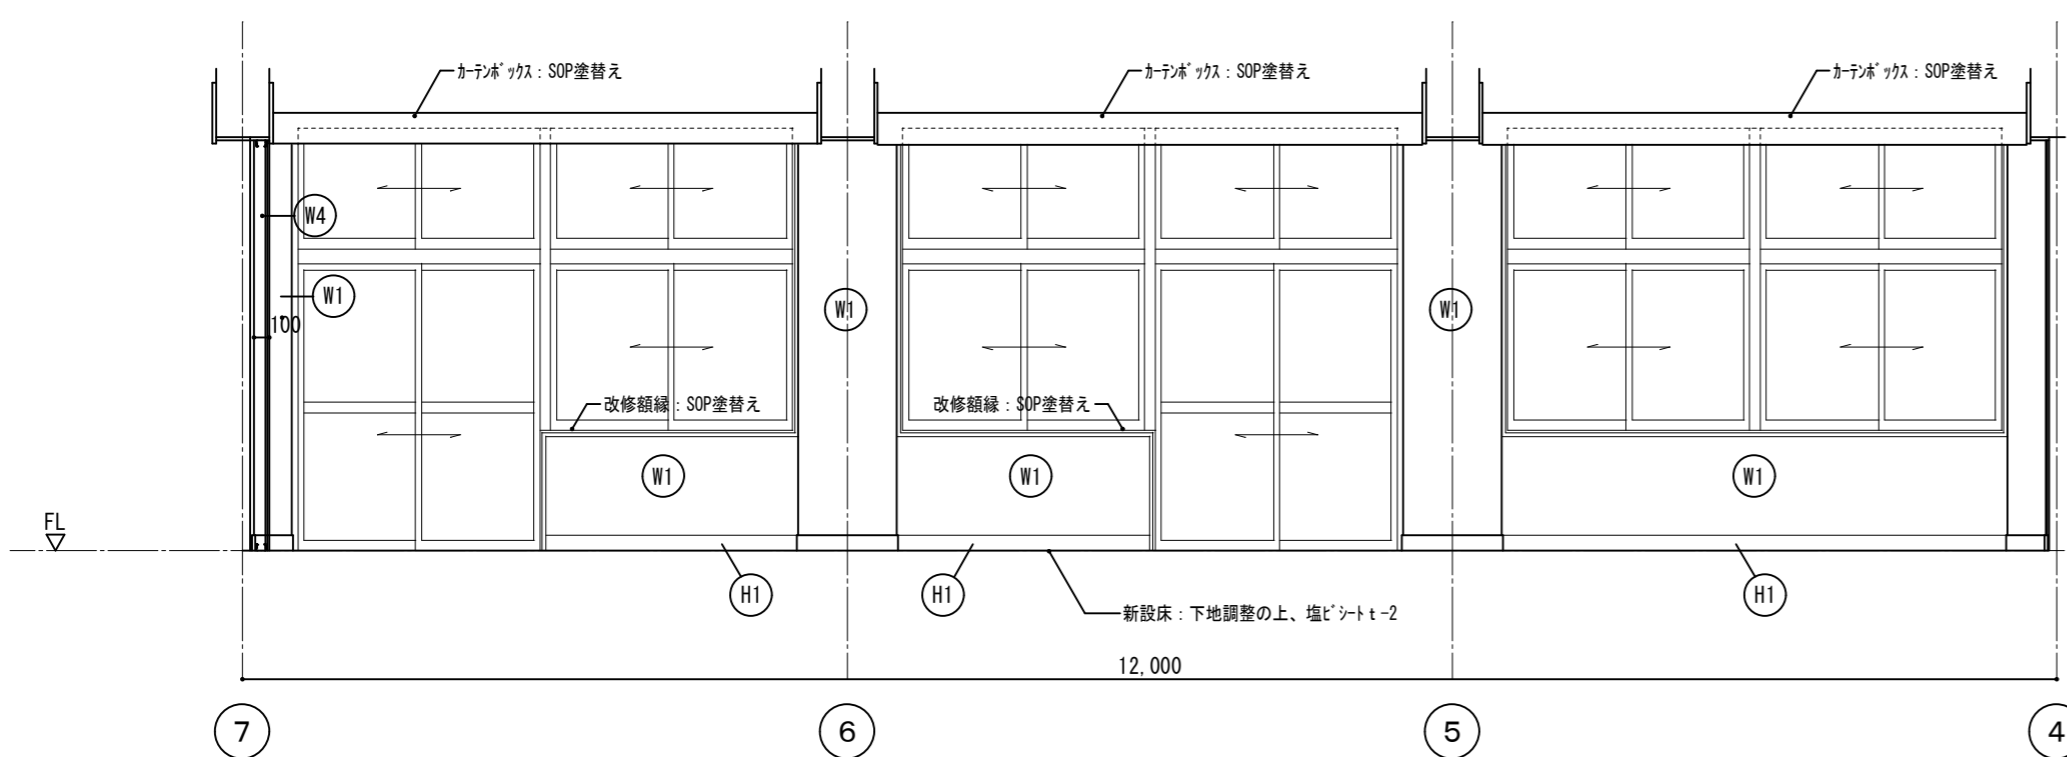 カーテンボックス：SOP塗替え
カーテンボックス：SOP塗替え
カーテンボックス：SOP塗替え
W4
W1
W1
W1
100
改修額縁：SOP塗替え
改修額縁：SOP塗替え
W1
W1
W1
FL
H1
H1
H1
新設床：下地調整の上、塩ビシートｔ-2
12,000
7
6
5
4